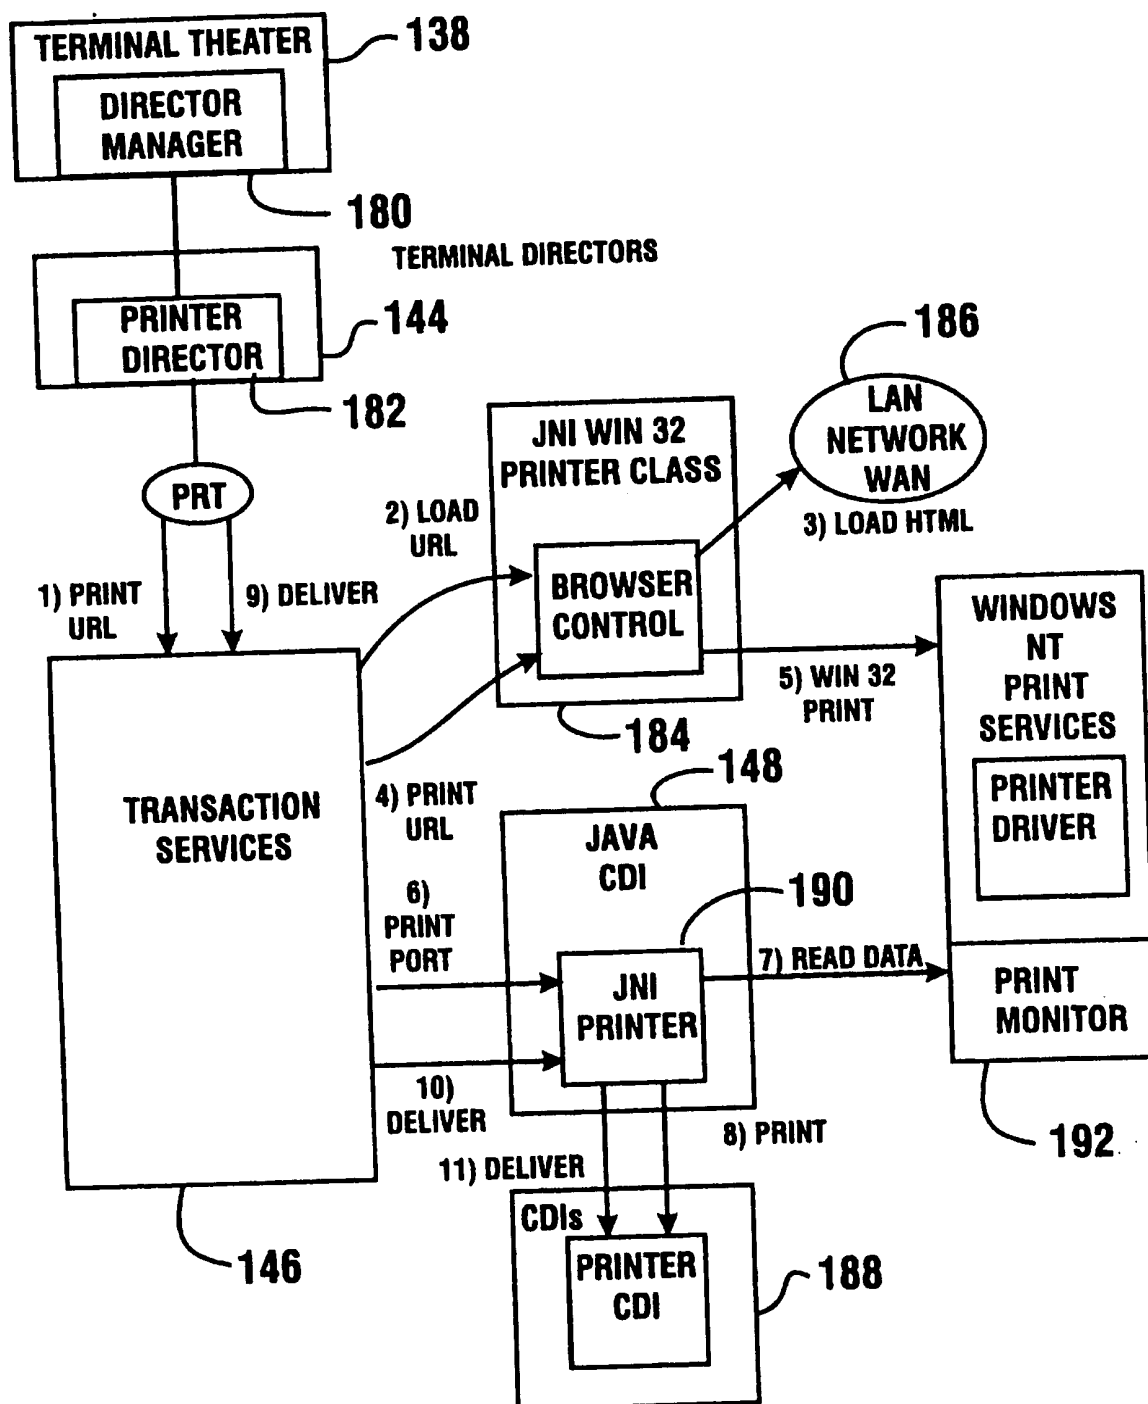 TERMINAL THEATER
138
DIRECTOR
MANAGER
180
TERMINAL DIRECTORS
PRINTER
DIRECTOR
144
182
PRT
1) PRINT
URL
9) DELIVER
2) LOAD
URL
JNI WIN 32
PRINTER CLASS
186
LAN
NETWORK
WAN
3) LOAD HTML
BROWSER
CONTROL
184
5) WIN 32
PRINT
WINDOWS
NT
PRINT
SERVICES
PRINTER
DRIVER
TRANSACTION
SERVICES
4) PRINT
URL
148
JAVA
CDI
190
6)
PRINT
PORT
JNI
PRINTER
7) READ DATA
PRINT
MONITOR
10)
DELIVER
8) PRINT
11) DELIVER
192
146
CDIs
PRINTER
CDI
188